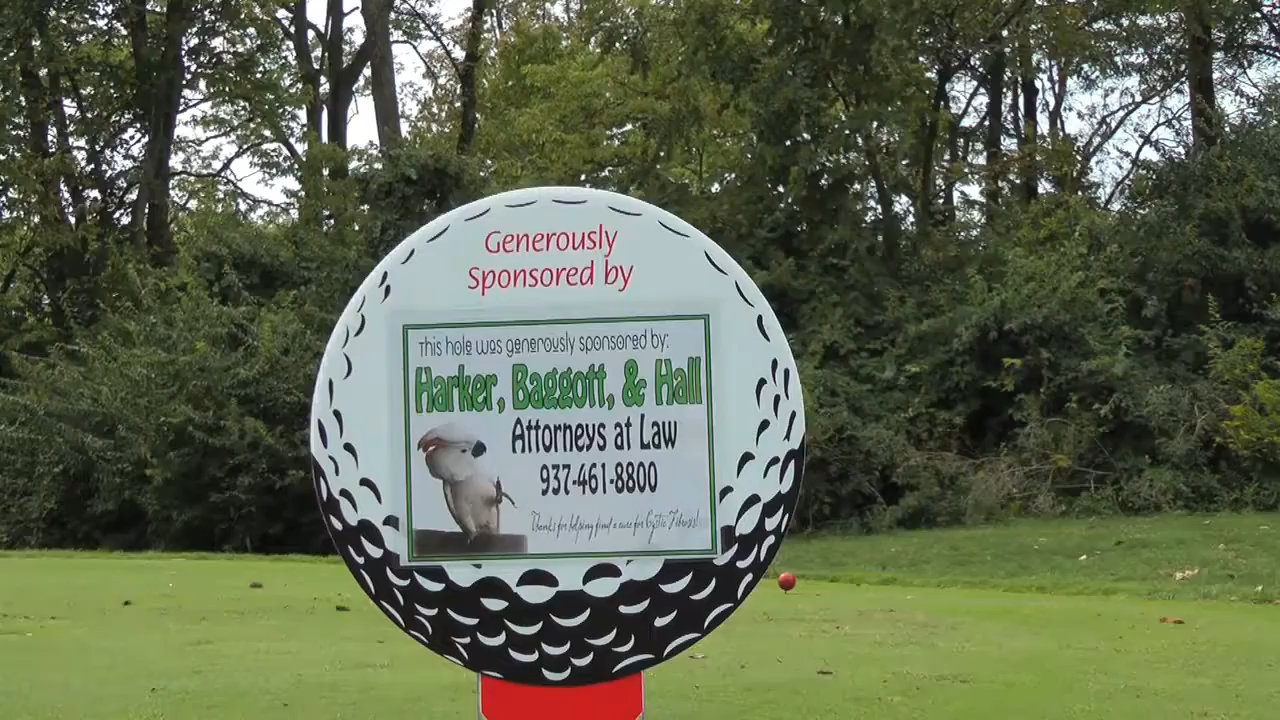 Generously
Sponsored by
This hole was generously sponsored by:
Harker, Baggott, & Hall
Attorneys at Law
937-461-8800
Thanks for helping find a cure for Cystic Fibrosis!